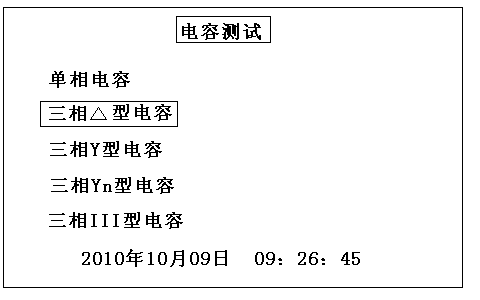 电容测试
单相电容
三相△型电容
三相Y型电容
三相Yn型电容
三相III型电容
2010年10月09日 09：26：45